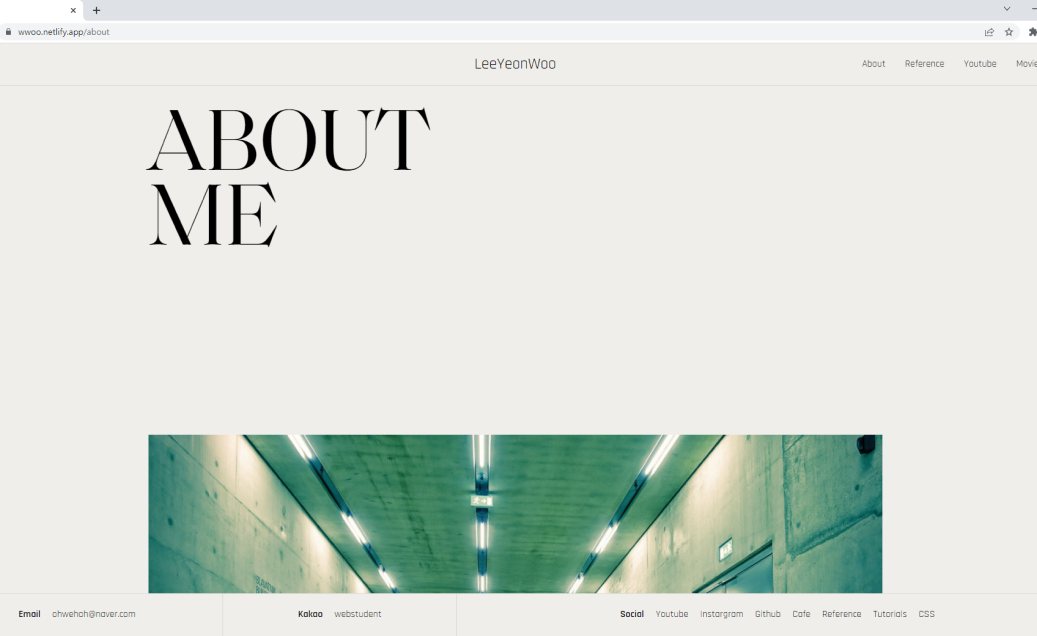 wwoo.netlify.app/about
LeeYeonWoo
About Reference Youtube Movie
ABOUT
ME
Email ohwehah@naver.com Kakao webstudent Social Youtube Instargram Github Cafe Reference Tutorials CSS